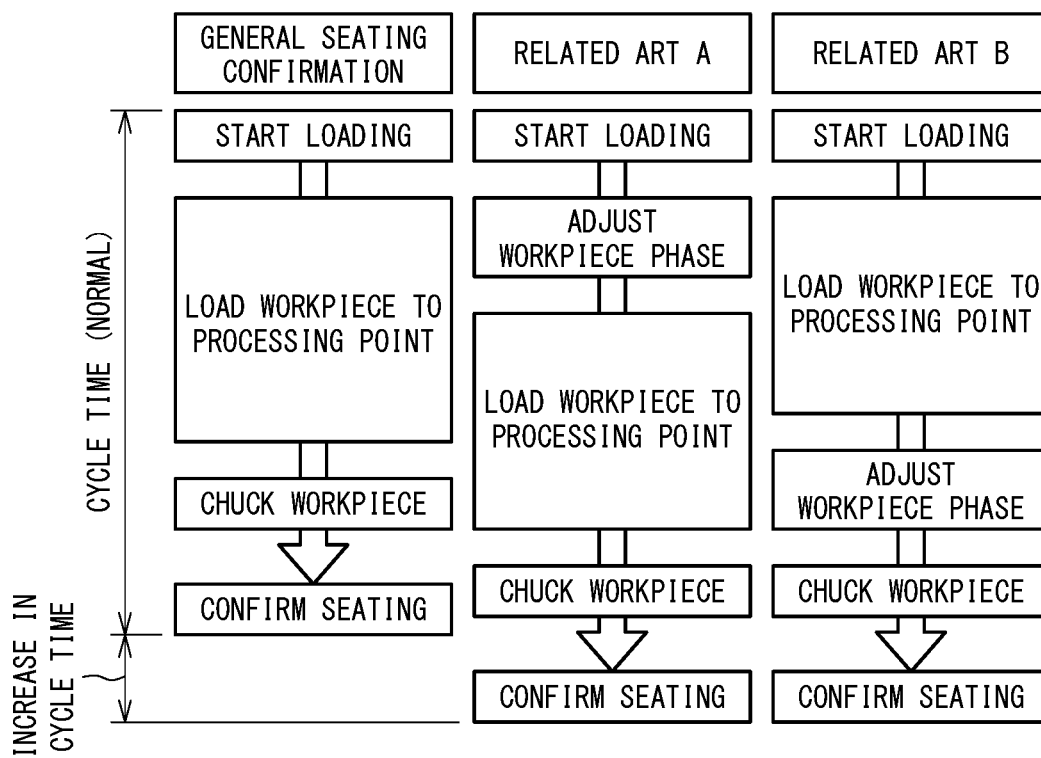 GENERAL SEATING
CONFIRMATION
START LOADING
LOAD WORKPIECE TO
PROCESSING POINT
CHUCK WORKPIECE
CONFIRM SEATING
RELATED ART A
START LOADING
ADJUST
WORKPIECE PHASE
LOAD WORKPIECE TO
PROCESSING POINT
CHUCK WORKPIECE
CONFIRM SEATING
RELATED ART B
START LOADING
LOAD WORKPIECE TO
PROCESSING POINT
ADJUST
WORKPIECE PHASE
CHUCK WORKPIECE
CONFIRM SEATING
CYCLE TIME (NORMAL)
INCREASE IN
CYCLE TIME